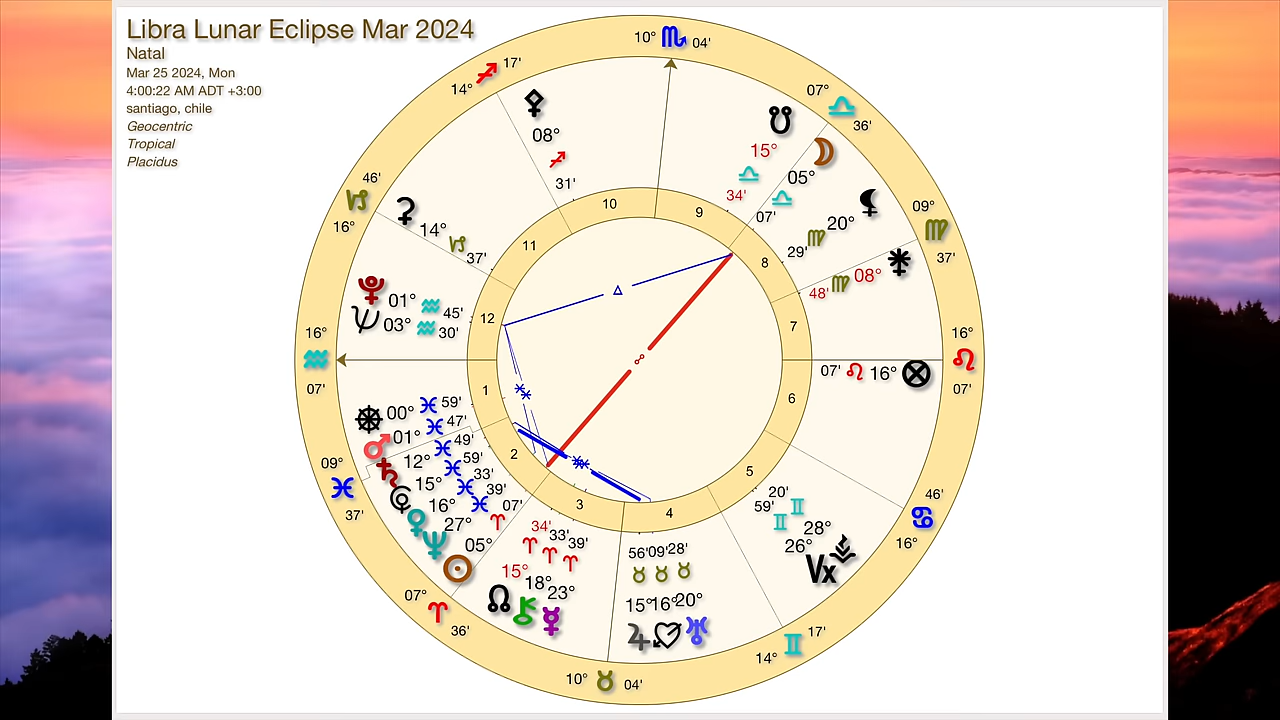 Libra Lunar Eclipse Mar 2024
Natal
Mar 25 2024, Mon
4:00:22 AM ADT +3:00
santiago, chile
Geocentric
Tropical
Placidus
10° ♏ 04'
14° ♐ 17'
07° ♎ 36'
46' ♑ 16°
09° ♍ 37'
16° ♒ 07'
16° ♌ 07'
09° ♓ 37'
46' ♋ 16°
07° ♈ 36'
14° ♊ 17'
10° ♉ 04'
⚴ 08° ♐ 31'
☋ 15° ♎ 34'
☽ 05° ♎ 07'
⚸ 20° ♍ 29'
⚵ 08° ♍ 48'
⚳ 14° ♑ 37'
01° ♒ 45'
03° ♒ 30'
07' ♌ 16° ⊗
00° ♓ 59'
♂ 01° ♓ 47'
♄ 12° ♓ 49'
15° ♓ 59'
♀ 16° ♓ 33'
♆ 27° ♓ 39'
☉ 05° ♈ 07'
☊ 15° ♈ 34'
⚷ 18° ♈ 33'
☿ 23° ♈ 39'
♃ 15° ♉ 56'
16° ♉ 09'
♅ 20° ♉ 28'
20' ♊ 28°
59' ♊ 26° Vx
10
9
11
8
12
7
1
6
2
5
3
4